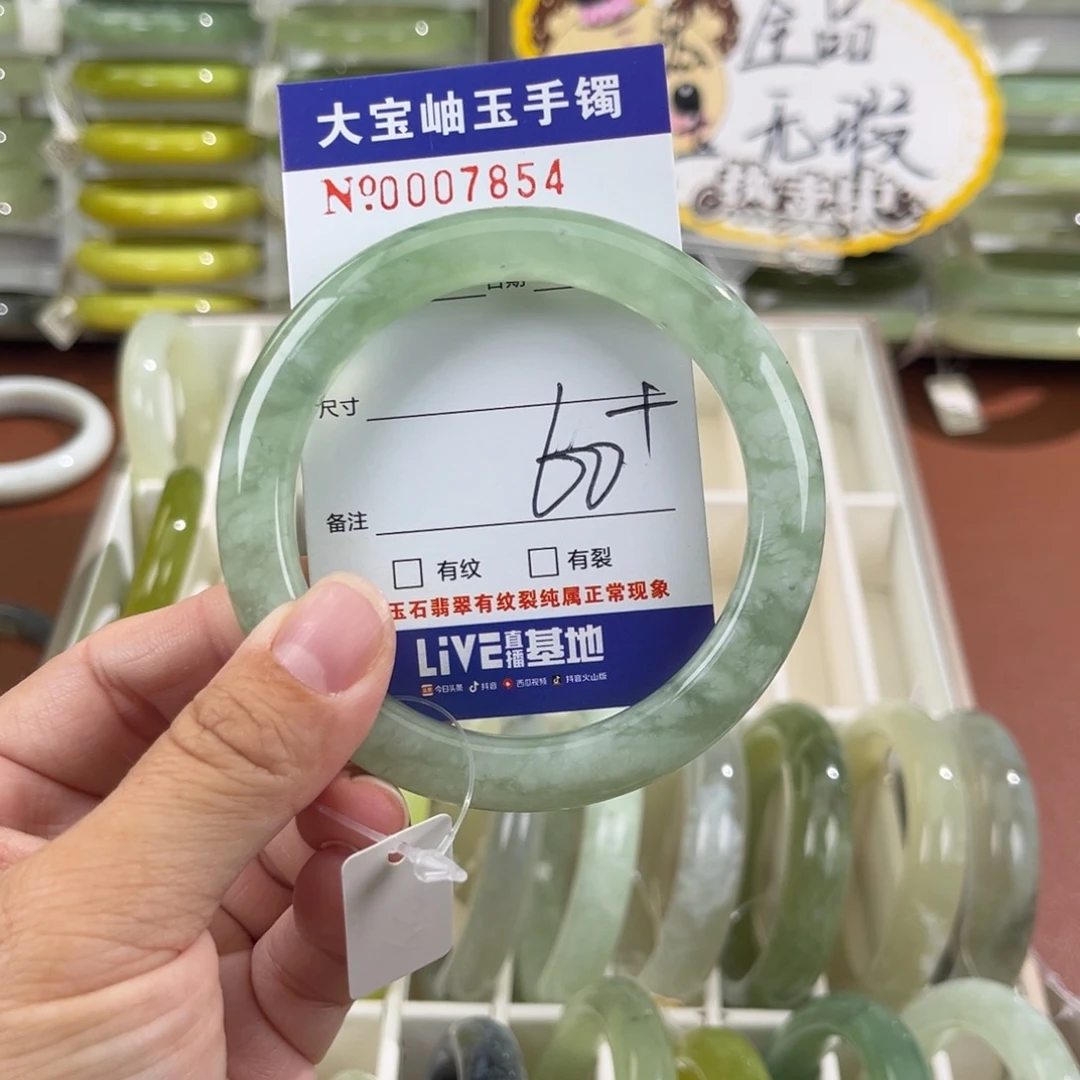 全品
无瑕
大宝岫玉手镯
№0007854
日期
尺寸
60+
备注
□ 有纹 □ 有裂
玉石翡翠有纹裂纯属正常现象
LiVE直播基地
今日头条 抖音 西瓜视频 抖音火山版